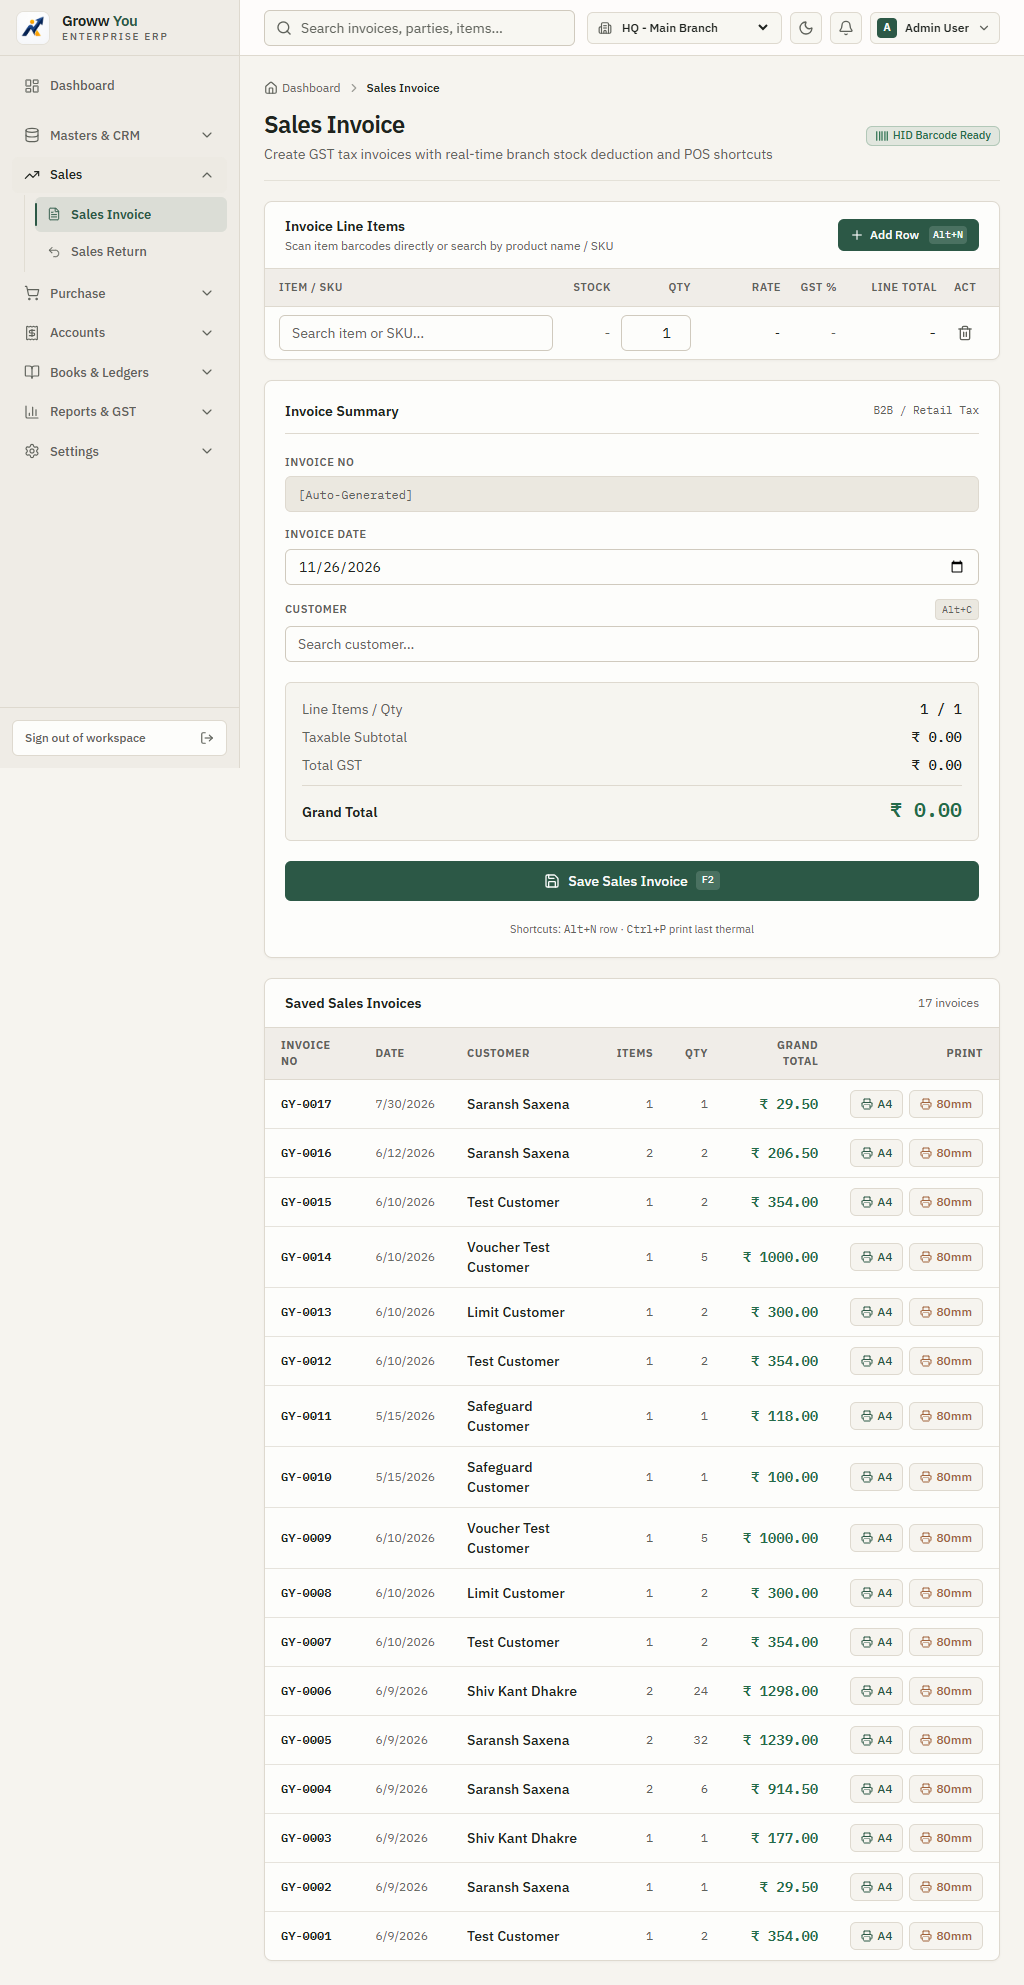 Groww You
ENTERPRISE ERP
Search invoices, parties, items...
HQ - Main Branch
A
Admin User
Dashboard
Masters & CRM
Sales
Sales Invoice
Sales Return
Purchase
Accounts
Books & Ledgers
Reports & GST
Settings
Sign out of workspace
Dashboard > Sales Invoice
Sales Invoice
Create GST tax invoices with real-time branch stock deduction and POS shortcuts
HID Barcode Ready
Invoice Line Items
Scan item barcodes directly or search by product name / SKU
+ Add Row Alt+N
ITEM / SKU STOCK QTY RATE GST % LINE TOTAL ACT
Search item or SKU... - 1 - - -
Invoice Summary
B2B / Retail Tax
INVOICE NO
[Auto-Generated]
INVOICE DATE
11/26/2026
CUSTOMER
Alt+C
Search customer...
Line Items / Qty 1 / 1
Taxable Subtotal ₹ 0.00
Total GST ₹ 0.00
Grand Total ₹ 0.00
Save Sales Invoice F2
Shortcuts: Alt+N row · Ctrl+P print last thermal
Saved Sales Invoices
17 invoices
INVOICE NO DATE CUSTOMER ITEMS QTY GRAND TOTAL PRINT
GY-0017 7/30/2026 Saransh Saxena 1 1 ₹ 29.50 A4 80mm
GY-0016 6/12/2026 Saransh Saxena 2 2 ₹ 206.50 A4 80mm
GY-0015 6/10/2026 Test Customer 1 2 ₹ 354.00 A4 80mm
GY-0014 6/10/2026 Voucher Test Customer 1 5 ₹ 1000.00 A4 80mm
GY-0013 6/10/2026 Limit Customer 1 2 ₹ 300.00 A4 80mm
GY-0012 6/10/2026 Test Customer 1 2 ₹ 354.00 A4 80mm
GY-0011 5/15/2026 Safeguard Customer 1 1 ₹ 118.00 A4 80mm
GY-0010 5/15/2026 Safeguard Customer 1 1 ₹ 100.00 A4 80mm
GY-0009 6/10/2026 Voucher Test Customer 1 5 ₹ 1000.00 A4 80mm
GY-0008 6/10/2026 Limit Customer 1 2 ₹ 300.00 A4 80mm
GY-0007 6/10/2026 Test Customer 1 2 ₹ 354.00 A4 80mm
GY-0006 6/9/2026 Shiv Kant Dhakre 2 24 ₹ 1298.00 A4 80mm
GY-0005 6/9/2026 Saransh Saxena 2 32 ₹ 1239.00 A4 80mm
GY-0004 6/9/2026 Saransh Saxena 2 6 ₹ 914.50 A4 80mm
GY-0003 6/9/2026 Shiv Kant Dhakre 1 1 ₹ 177.00 A4 80mm
GY-0002 6/9/2026 Saransh Saxena 1 1 ₹ 29.50 A4 80mm
GY-0001 6/9/2026 Test Customer 1 2 ₹ 354.00 A4 80mm